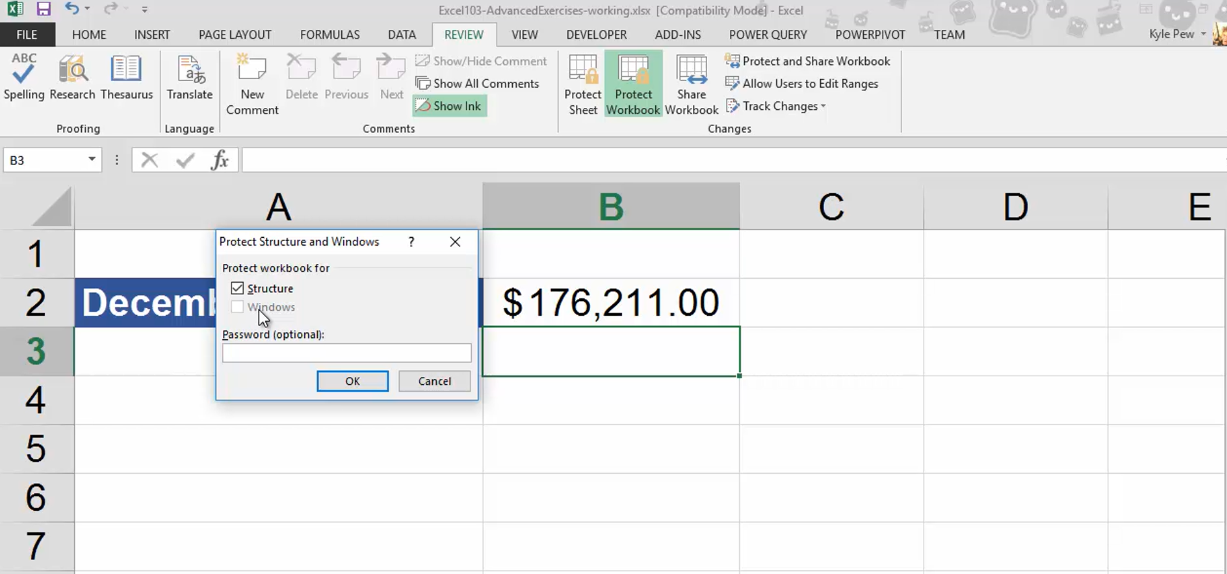 Excel103-AdvancedExercises-working.xlsx [Compatibility Mode] - Excel
FILE HOME INSERT PAGE LAYOUT FORMULAS DATA REVIEW VIEW DEVELOPER ADD-INS POWER QUERY POWERPIVOT TEAM Kyle Pew
ABC
Spelling Research Thesaurus
Proofing
Translate
Language
New Comment
Delete
Previous
Next
Show/Hide Comment
Show All Comments
Show Ink
Comments
Protect Sheet
Protect Workbook
Share Workbook
Protect and Share Workbook
Allow Users to Edit Ranges
Track Changes
Changes
B3
fx
A B C D E
1
2 Decemb $176,211.00
3
4
5
6
7
Protect Structure and Windows ?
Protect workbook for
Structure
Windows
Password (optional):
OK Cancel